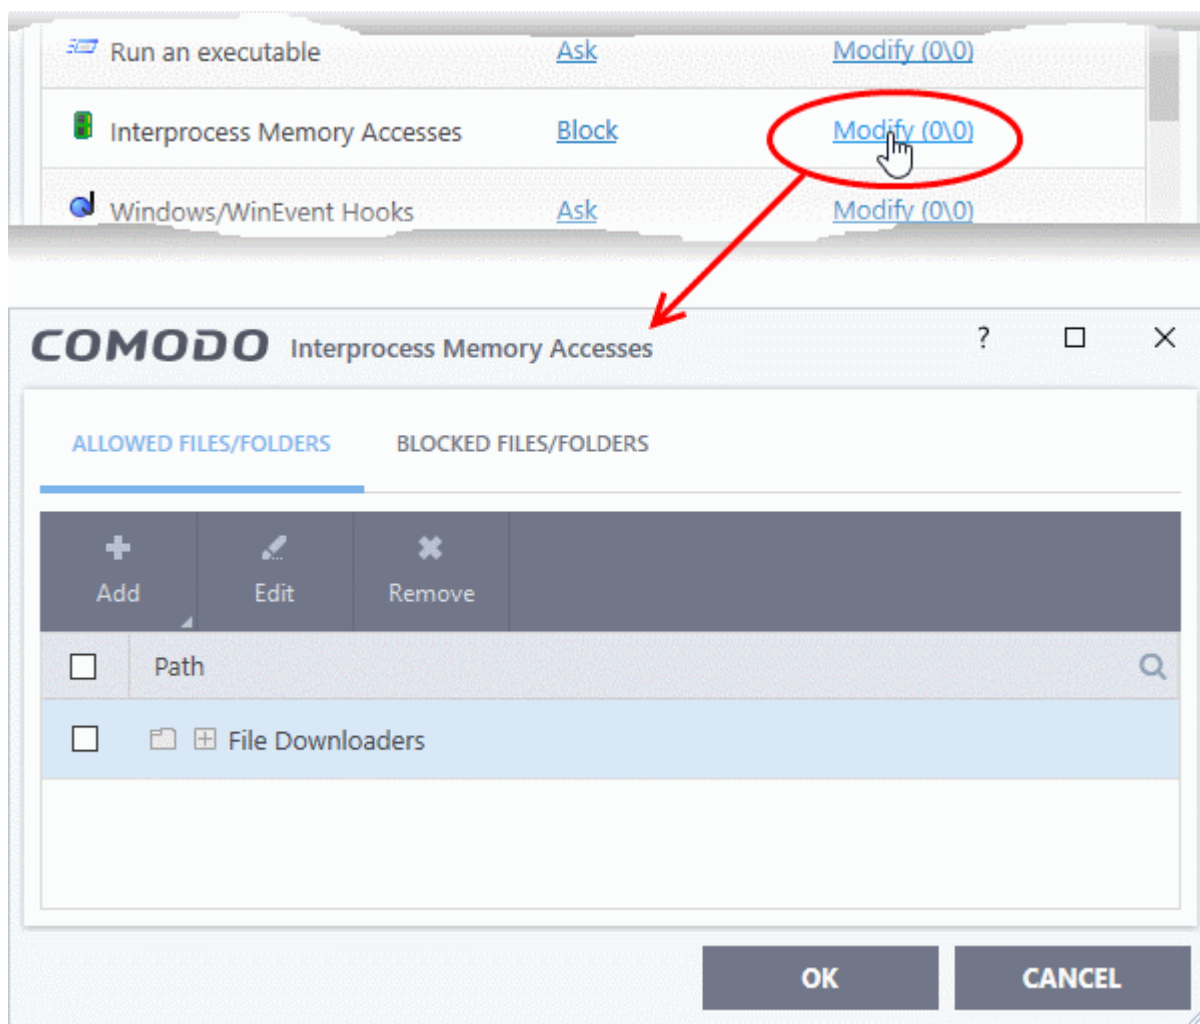 Run an executable Ask Modify (0\0)
Interprocess Memory Accesses Block Modify (0\0)
Windows/WinEvent Hooks Ask Modify (0\0)
COMODO Interprocess Memory Accesses ?
ALLOWED FILES/FOLDERS BLOCKED FILES/FOLDERS
Add Edit Remove
Path
File Downloaders
OK CANCEL